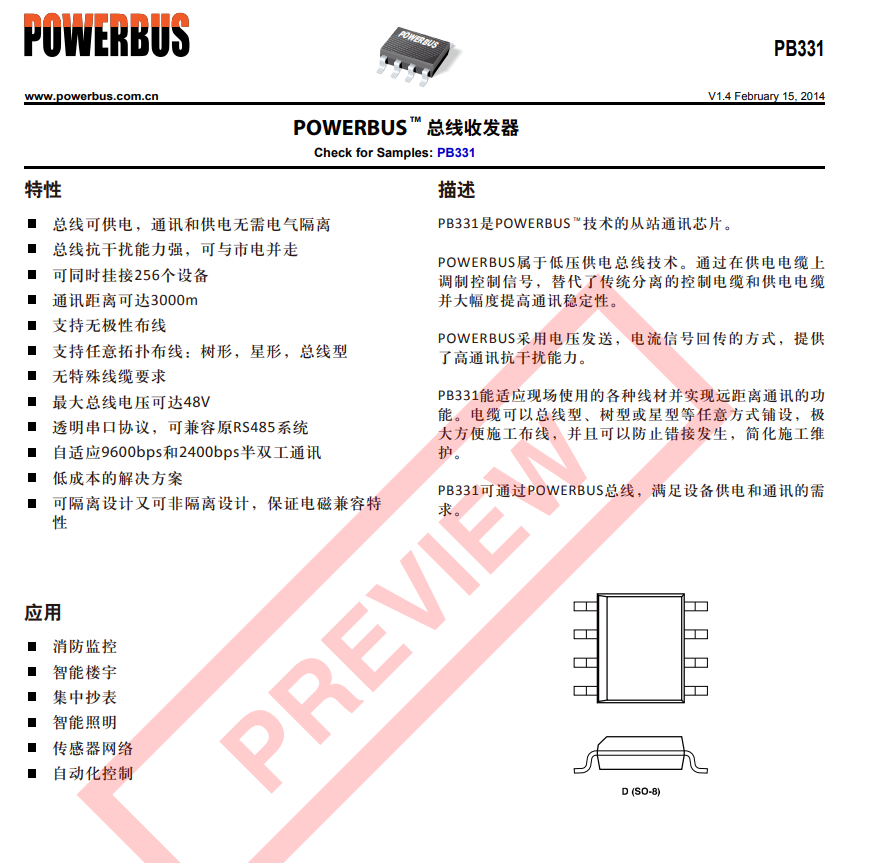 POWERBUS
POWERBUS
PB331
www.powerbus.com.cn
V1.4 February 15, 2014
POWERBUS™ 总线收发器
Check for Samples: PB331
特性
■ 总线可供电，通讯和供电无需电气隔离
■ 总线抗干扰能力强，可与市电并走
■ 可同时挂接256个设备
■ 通讯距离可达3000m
■ 支持无极性布线
■ 支持任意拓扑布线：树形，星形，总线型
■ 无特殊线缆要求
■ 最大总线电压可达48V
■ 透明串口协议，可兼容原RS485系统
■ 自适应9600bps和2400bps半双工通讯
■ 低成本的解决方案
■ 可隔离设计又可非隔离设计，保证电磁兼容特
性
应用
■ 消防监控
■ 智能楼宇
■ 集中抄表
■ 智能照明
■ 传感器网络
■ 自动化控制
描述
PB331是POWERBUS™技术的从站通讯芯片。
POWERBUS属于低压供电总线技术。通过在供电电缆上
调制控制信号，替代了传统分离的控制电缆和供电电缆
并大幅度提高通讯稳定性。
POWERBUS采用电压发送，电流信号回传的方式，提供
了高通讯抗干扰能力。
PB331能适应现场使用的各种线材并实现远距离通讯的功
能。电缆可以总线型、树型或星型等任意方式铺设，极
大方便施工布线，并且可以防止错接发生，简化施工维
护。
PB331可通过POWERBUS总线，满足设备供电和通讯的需
求。
D (SO-8)
PREVIEW